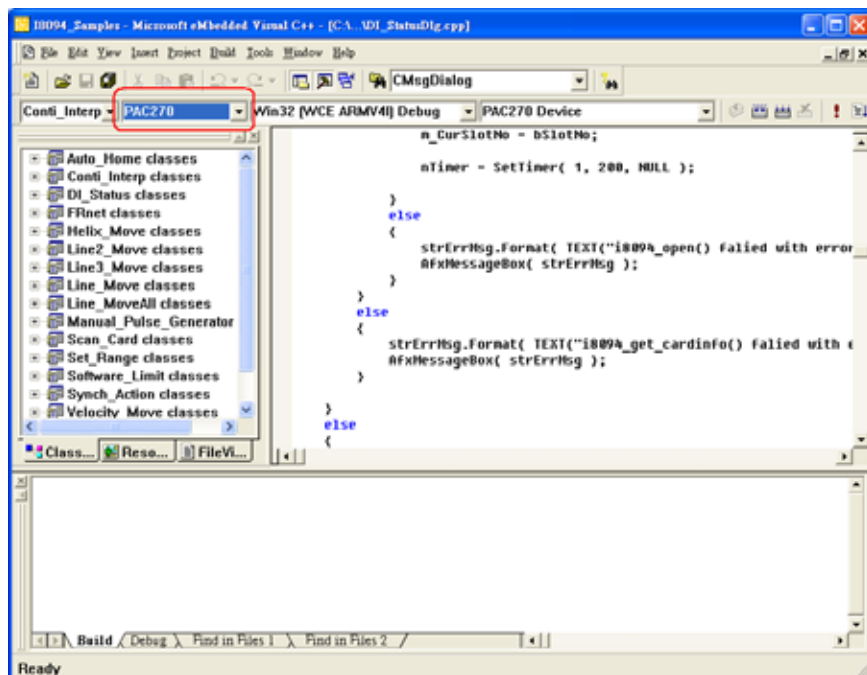 I8094_Samples - Microsoft eMbedded Visual C++ - [C:\...\DI_StatusDlg.cpp]
File Edit View Insert Project Build Tools Window Help
CMsgDialog
Conti_Interp PAC270 Win32 (WCE ARMV4I) Debug PAC270 Device
Auto_Home classes
Conti_Interp classes
DI_Status classes
FRnet classes
Helix_Move classes
Line2_Move classes
Line3_Move classes
Line_Move classes
Line_MoveAll classes
Manual_Pulse_Generator
Scan_Card classes
Set_Range classes
Software_Limit classes
Synch_Action classes
Velocity_Move classes
Class... Reso... FileVi...
m_CurSlotNo = bSlotNo;
nTimer = SetTimer( 1, 200, NULL );
}
else
{
strErrMsg.Format( TEXT("i8094_open() falied with error
AfxMessageBox( strErrMsg );
}
}
else
{
strErrMsg.Format( TEXT("i8094_get_cardinfo() falied with e
AfxMessageBox( strErrMsg );
}
}
else
{
Build Debug Find in Files 1 Find in Files 2
Ready